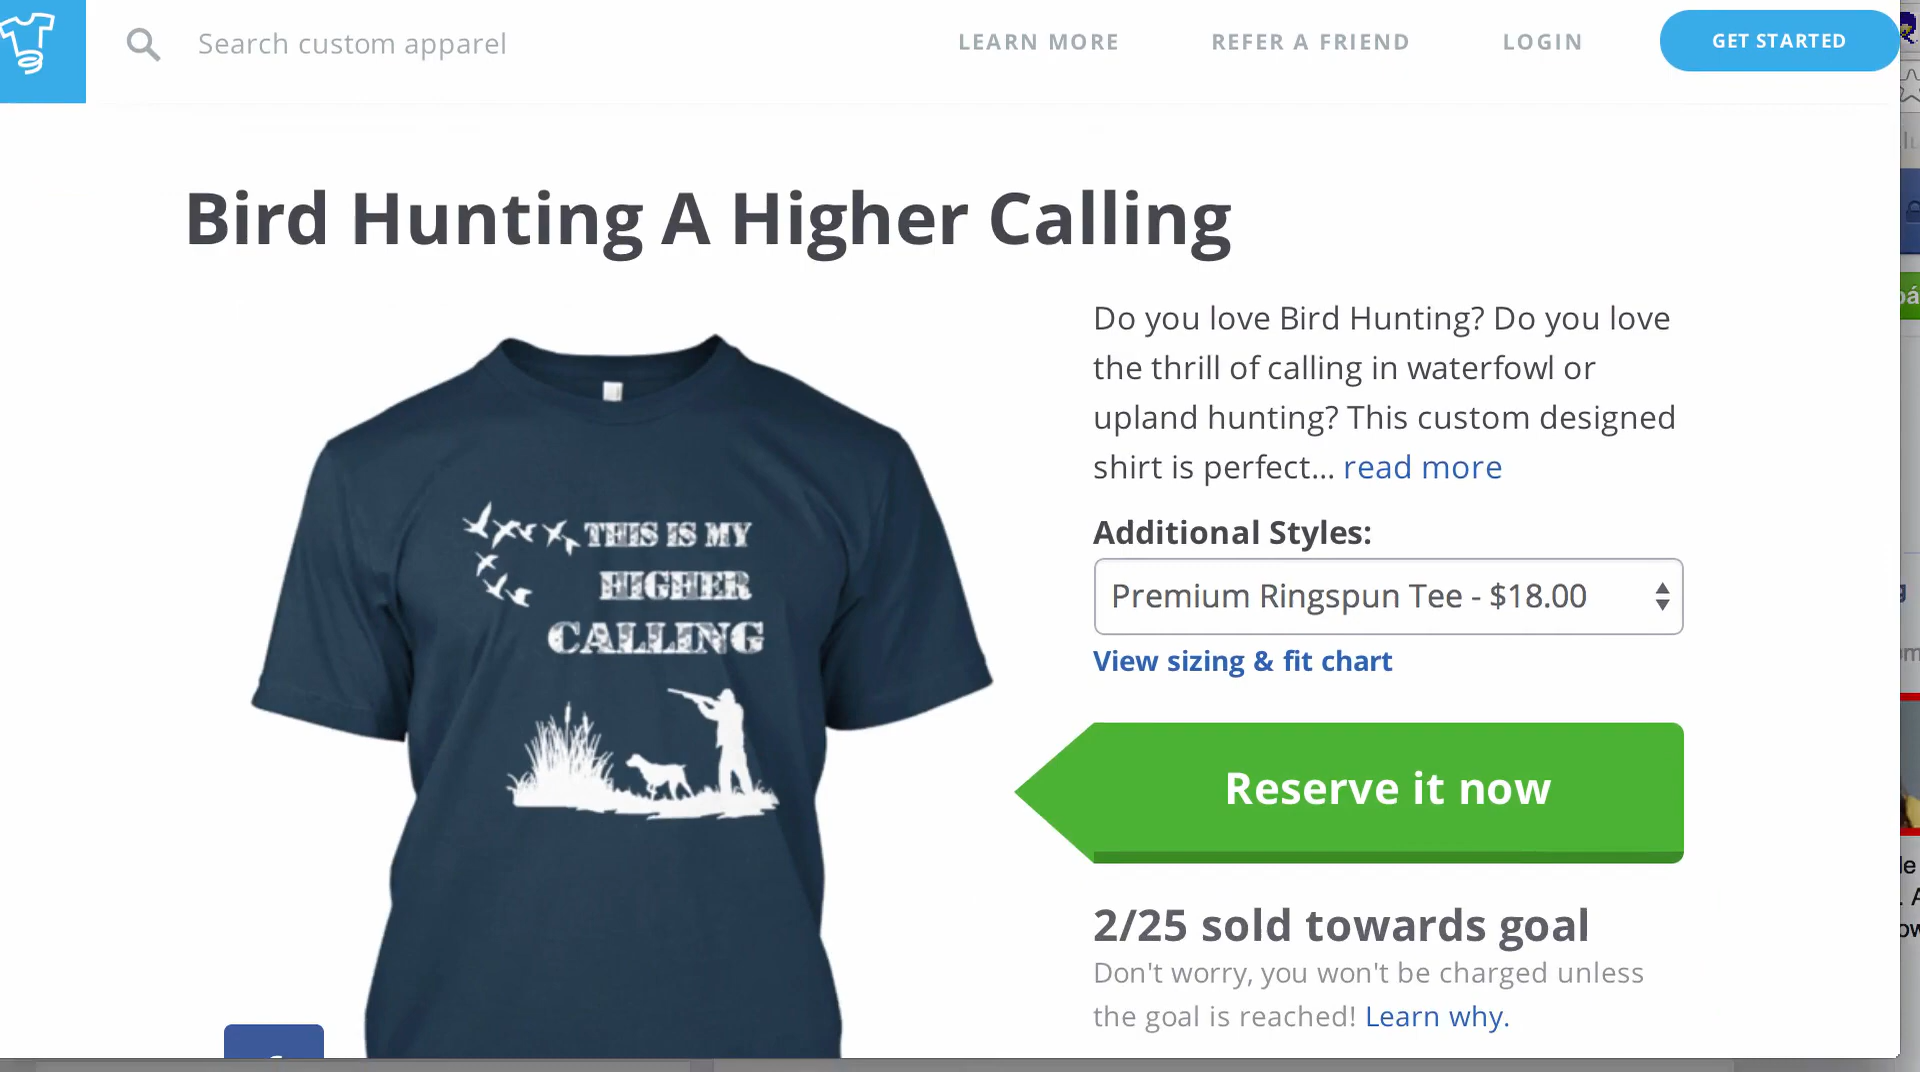 Search custom apparel
LEARN MORE
REFER A FRIEND
LOGIN
GET STARTED
Bird Hunting A Higher Calling
THIS IS MY
HIGHER
CALLING
Do you love Bird Hunting? Do you love
the thrill of calling in waterfowl or
upland hunting? This custom designed
shirt is perfect... read more
Additional Styles:
Premium Ringspun Tee - $18.00
View sizing & fit chart
Reserve it now
2/25 sold towards goal
Don't worry, you won't be charged unless
the goal is reached! Learn why.